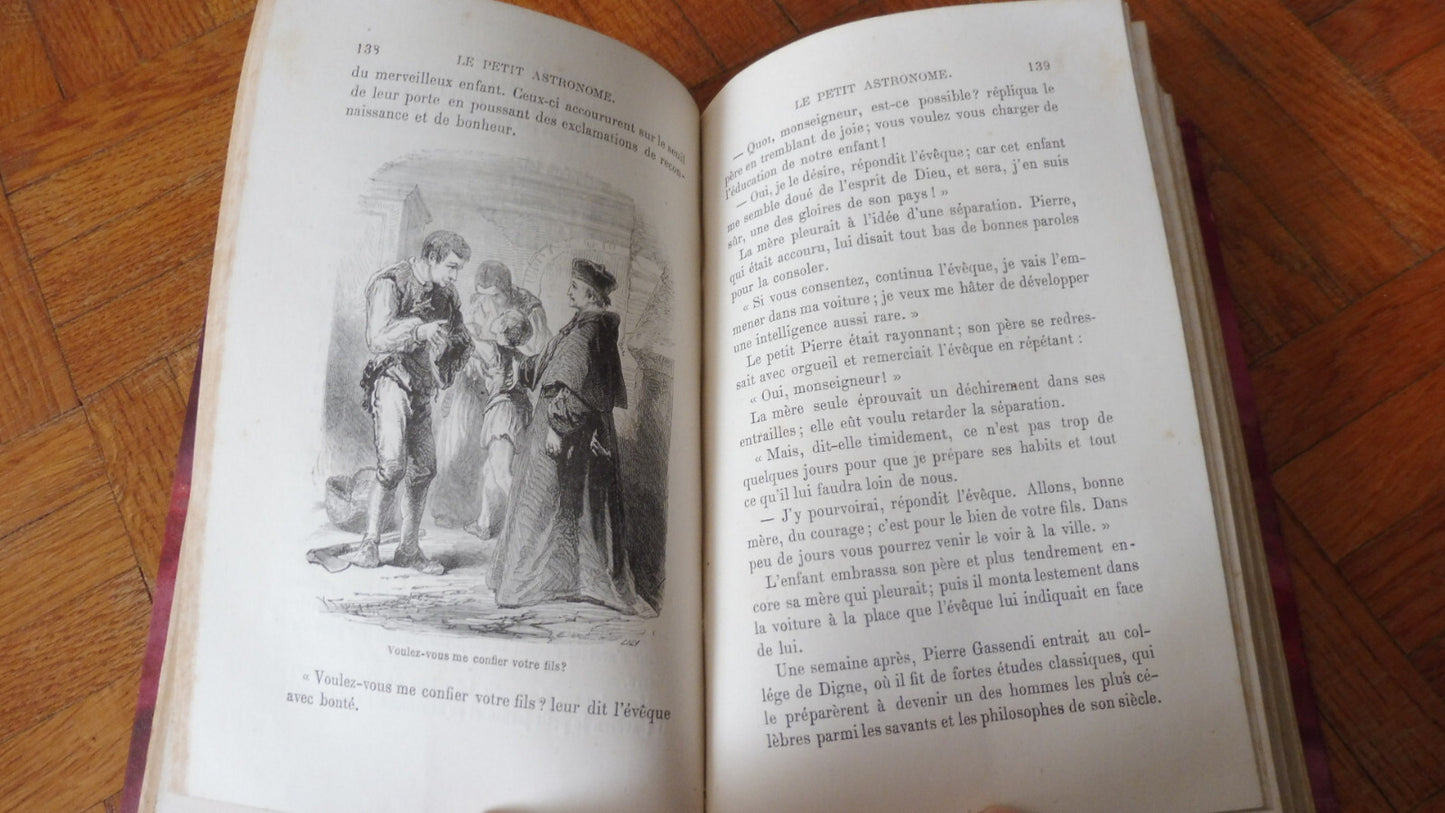 138
LE PETIT ASTRONOME.
du merveilleux enfant. Ceux-ci accoururent sur le seuil
de leur porte en poussant des exclamations de recon-
naissance et de bonheur.
LIX
Voulez-vous me confier votre fils?
« Voulez-vous me confier votre fils? leur dit l'évêque
avec bonté.
LE PETIT ASTRONOME.
139
— Quoi, monseigneur, est-ce possible? répliqua le
père en tremblant de joie; vous voulez vous charger de
l'éducation de notre enfant!
— Oui, je le désire, répondit l'évêque; car cet enfant
me semble doué de l'esprit de Dieu, et sera, j'en suis
sûr, une des gloires de son pays! »
La mère pleurait à l'idée d'une séparation. Pierre,
qui était accouru, lui disait tout bas de bonnes paroles
pour la consoler.
« Si vous consentez, continua l'évêque, je vais l'em-
mener dans ma voiture; je veux me hâter de développer
une intelligence aussi rare. »
Le petit Pierre était rayonnant; son père se redres-
sait avec orgueil et remerciait l'évêque en répétant :
« Oui, monseigneur! »
La mère seule éprouvait un déchirement dans ses
entrailles; elle eût voulu retarder la séparation.
« Mais, dit-elle timidement, ce n'est pas trop de
quelques jours pour que je prépare ses habits et tout
ce qu'il lui faudra loin de nous.
— J'y pourvoirai, répondit l'évêque. Allons, bonne
mère, du courage; c'est pour le bien de votre fils. Dans
peu de jours vous pourrez venir le voir à la ville. »
L'enfant embrassa son père et plus tendrement en-
core sa mère qui pleurait; puis il monta lestement dans
la voiture à la place que l'évêque lui indiquait en face
de lui.
Une semaine après, Pierre Gassendi entrait au col-
lége de Digne, où il fit de fortes études classiques, qui
le préparèrent à devenir un des hommes les plus cé-
lèbres parmi les savants et les philosophes de son siècle.